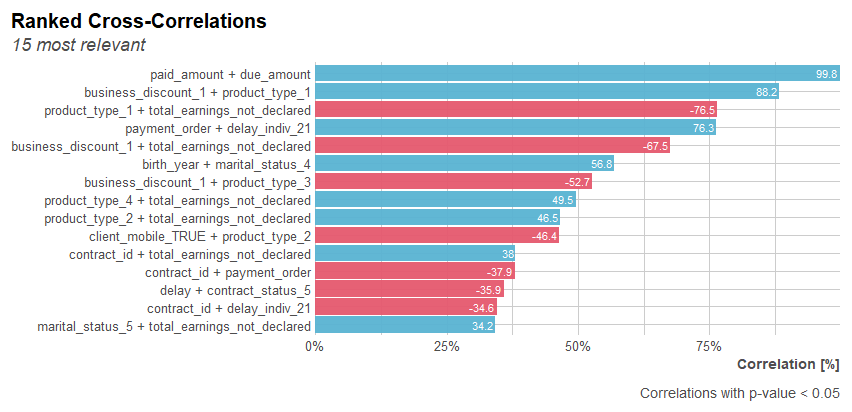 Ranked Cross-Correlations
15 most relevant
paid_amount + due_amount 99.8
business_discount_1 + product_type_1 88.2
product_type_1 + total_earnings_not_declared -76.5
payment_order + delay_indiv_21 76.3
business_discount_1 + total_earnings_not_declared -67.5
birth_year + marital_status_4 56.8
business_discount_1 + product_type_3 -52.7
product_type_4 + total_earnings_not_declared 49.5
product_type_2 + total_earnings_not_declared 46.5
client_mobile_TRUE + product_type_2 -46.4
contract_id + total_earnings_not_declared 38
contract_id + payment_order -37.9
delay + contract_status_5 -35.9
contract_id + delay_indiv_21 -34.6
marital_status_5 + total_earnings_not_declared 34.2
0% 25% 50% 75%
Correlation [%]
Correlations with p-value < 0.05